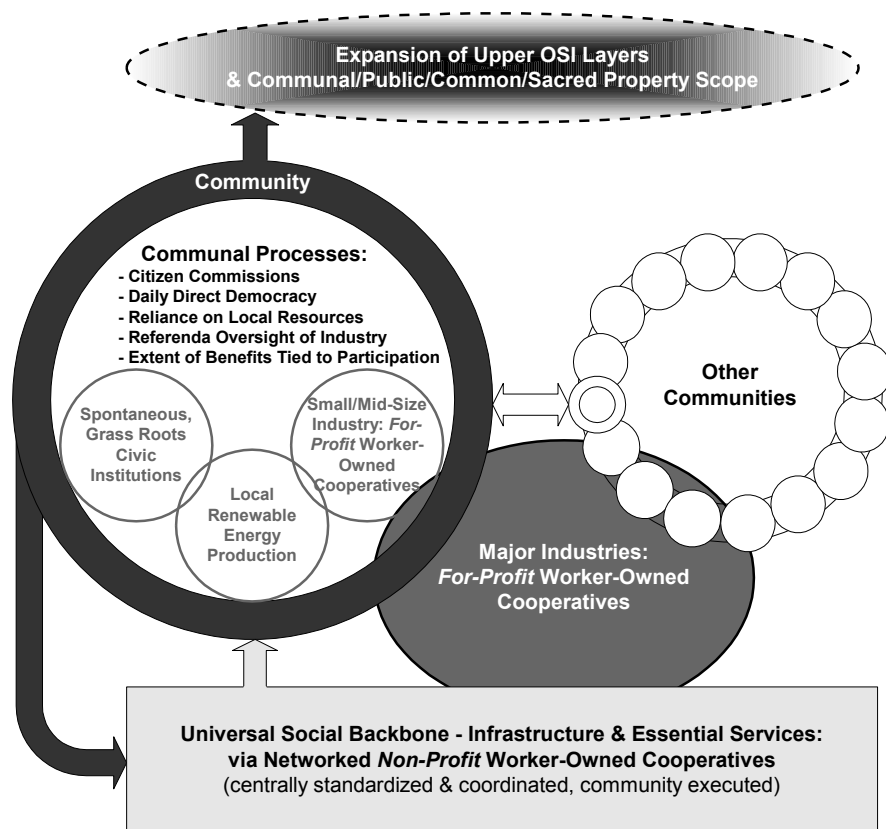 Expansion of Upper OSI Layers
& Communal/Public/Common/Sacred Property Scope
Community
Communal Processes:
- Citizen Commissions
- Daily Direct Democracy
- Reliance on Local Resources
- Referenda Oversight of Industry
- Extent of Benefits Tied to Participation
Spontaneous,
Grass Roots
Civic
Institutions
Local
Renewable
Energy
Production
Small/Mid-Size
Industry: For-
Profit Worker-
Owned
Cooperatives
Other
Communities
Major Industries:
For-Profit Worker-Owned
Cooperatives
Universal Social Backbone - Infrastructure & Essential Services:
via Networked Non-Profit Worker-Owned Cooperatives
(centrally standardized & coordinated, community executed)